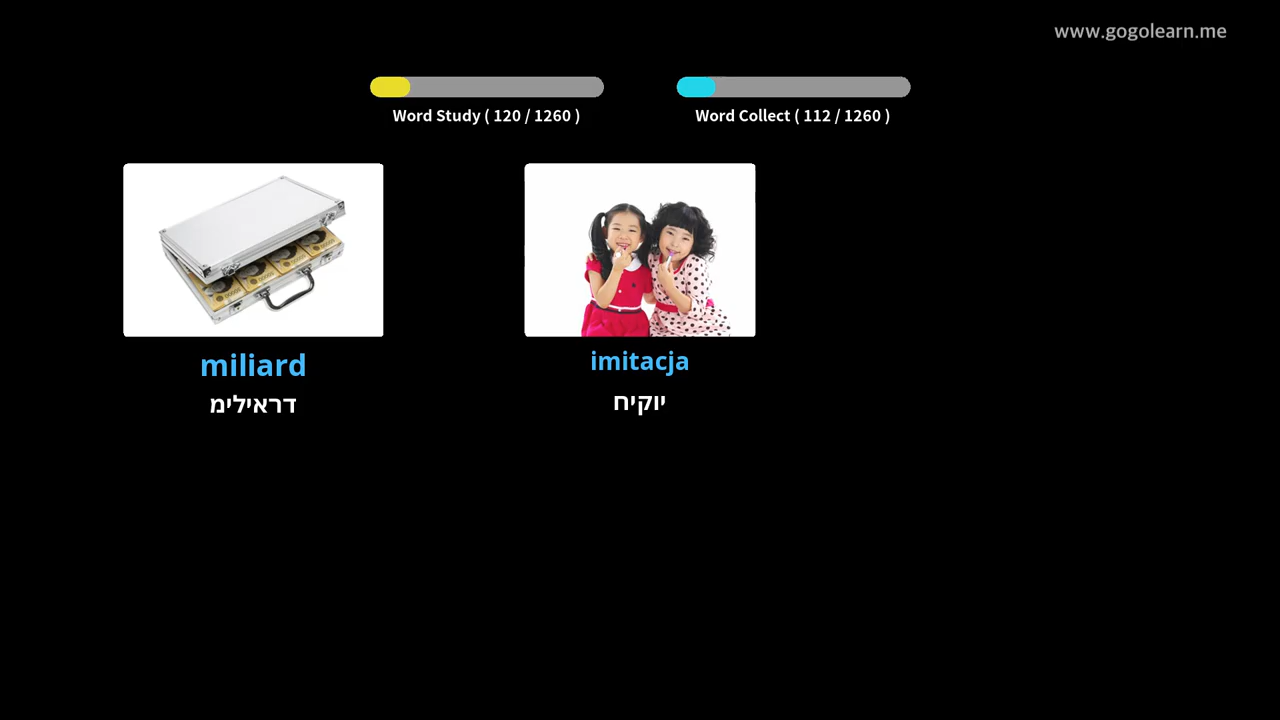 www.gogolearn.me
Word Study ( 120 / 1260 )
Word Collect ( 112 / 1260 )
miliard
דראילימ
imitacja
יוקיח